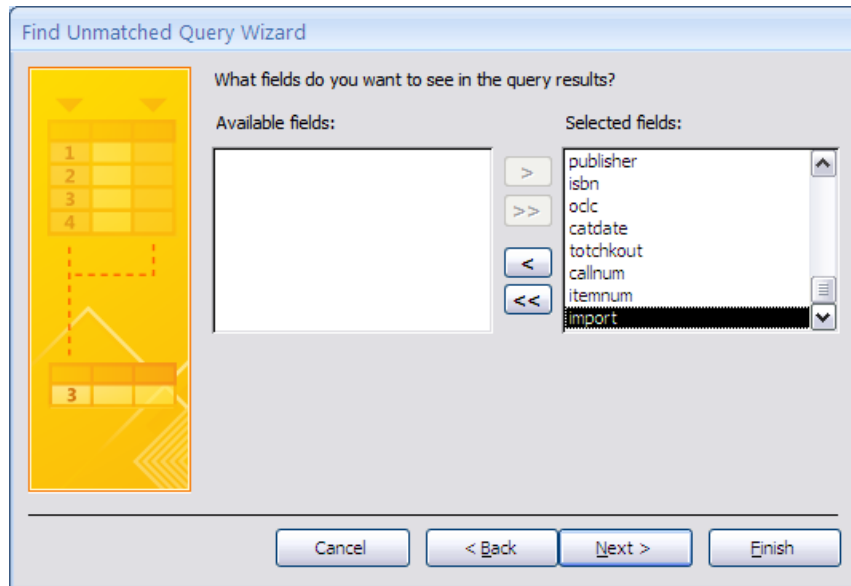 Find Unmatched Query Wizard
What fields do you want to see in the query results?
Available fields:
Selected fields:
1
2
3
4
3
>
>>
<
<<
publisher
isbn
oclc
catdate
totchkout
callnum
itemnum
import
Cancel
< Back
Next >
Finish